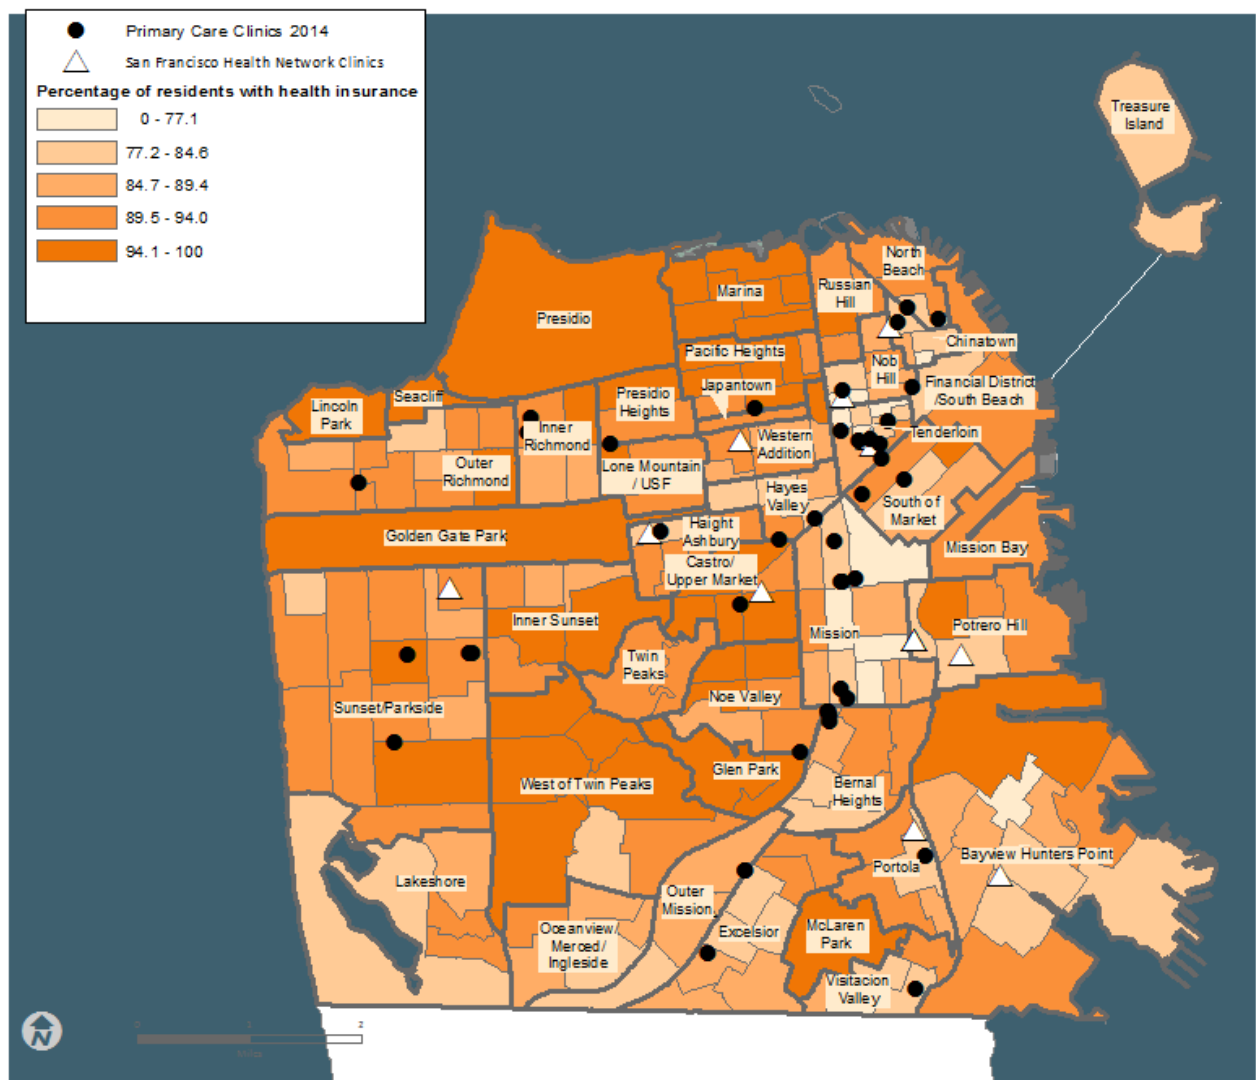 Primary Care Clinics 2014
San Francisco Health Network Clinics
Percentage of residents with health insurance
0 - 77.1
77.2 - 84.6
84.7 - 89.4
89.5 - 94.0
94.1 - 100
Treasure
Island
North
Beach
Russian
Hill
Marina
Presidio
Chinatown
Pacific Heights
Nob
Hill
Japantown
Financial District
/South Beach
Seacliff
Presidio
Heights
Lincoln
Park
Inner
Richmond
Tenderloin
Western
Addition
Outer
Richmond
Lone Mountain
/ USF
Hayes
Valley
South of
Market
Haight
Ashbury
Golden Gate Park
Mission Bay
Castro/
Upper Market
Inner Sunset
Mission
Potrero Hill
Twin
Peaks
Noe Valley
Sunset/Parkside
Glen Park
West of Twin Peaks
Bernal
Heights
Bayview Hunters Point
Portola
Lakeshore
Outer
Mission
Excelsior
McLaren
Park
Oceanview/
Merced/
Ingleside
Visitacion
Valley
N
0 1 2
Miles